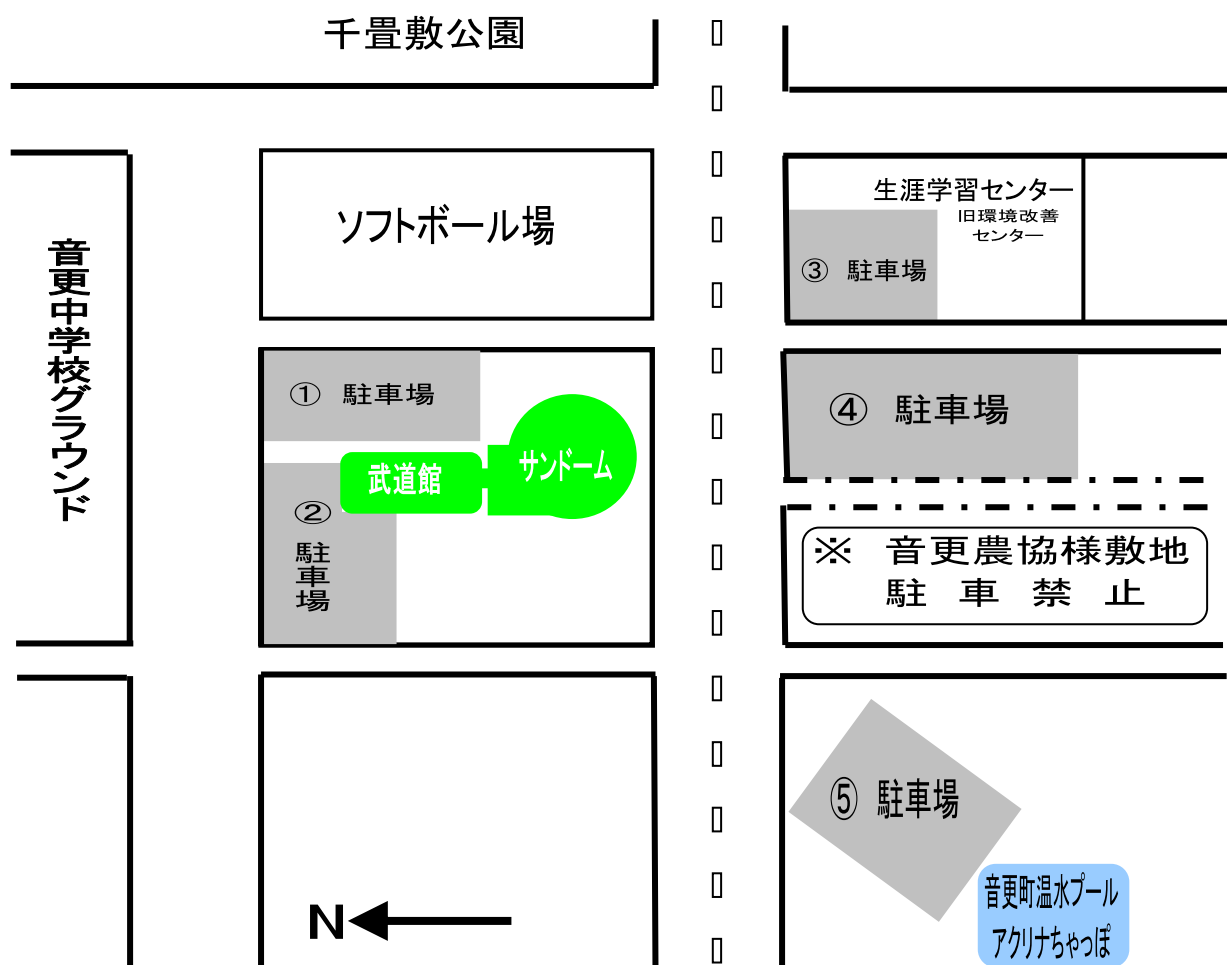 千畳敷公園
ソフトボール場
生涯学習センター
旧環境改善
センター
③ 駐車場
音更中学校グラウンド
① 駐車場
武道館
サンドーム
② 駐車場
④ 駐車場
※ 音更農協様敷地
駐車禁止
⑤ 駐車場
音更町温水プール
アクリナちゃっぽ
N